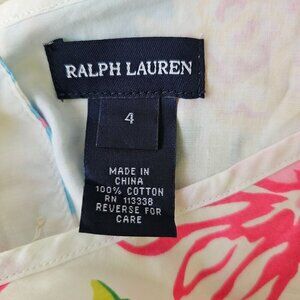 RALPH LAUREN
4
MADE IN
CHINA
100% COTTON
RN 113338
REVERSE FOR
CARE